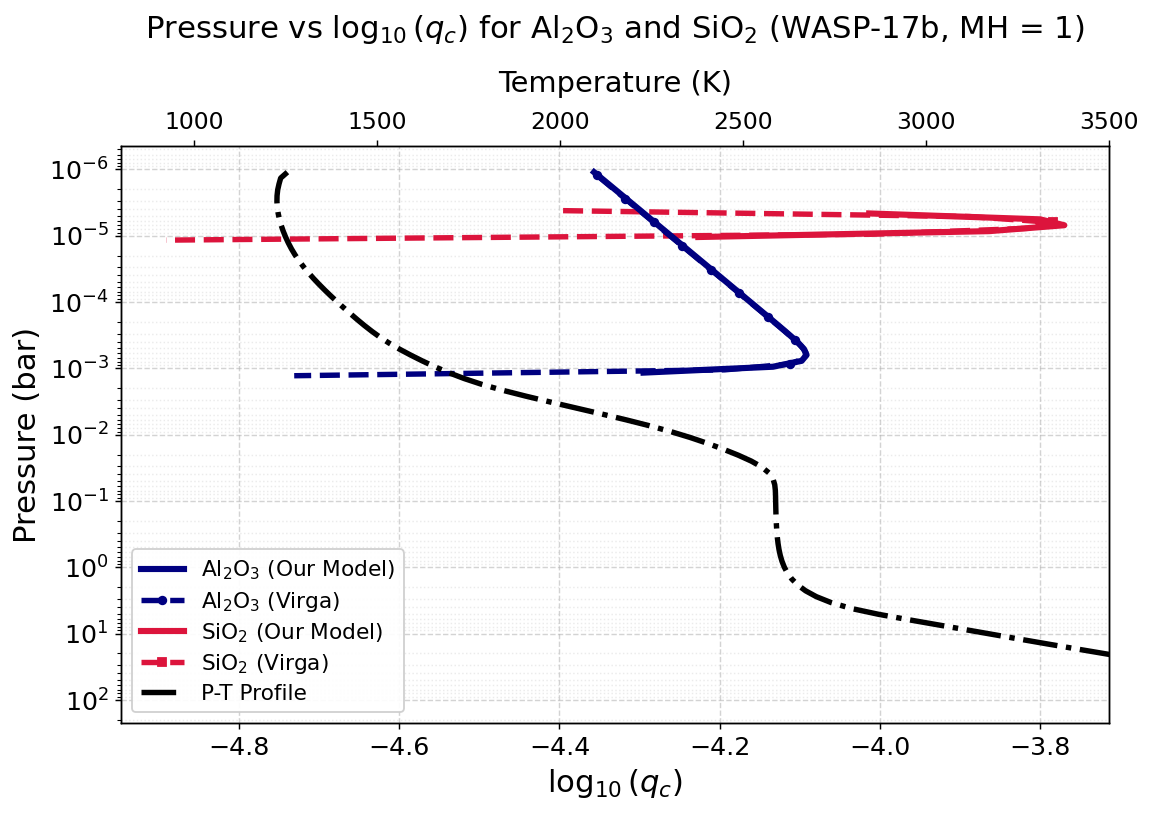 Pressure vs log₁₀(q_c) for Al₂O₃ and SiO₂ (WASP-17b, MH = 1)
Temperature (K)
1000 1500 2000 2500 3000 3500
Pressure (bar)
10⁻⁶
10⁻⁵
10⁻⁴
10⁻³
10⁻²
10⁻¹
10⁰
10¹
10²
Al₂O₃ (Our Model)
Al₂O₃ (Virga)
SiO₂ (Our Model)
SiO₂ (Virga)
P-T Profile
−4.8 −4.6 −4.4 −4.2 −4.0 −3.8
log₁₀(q_c)